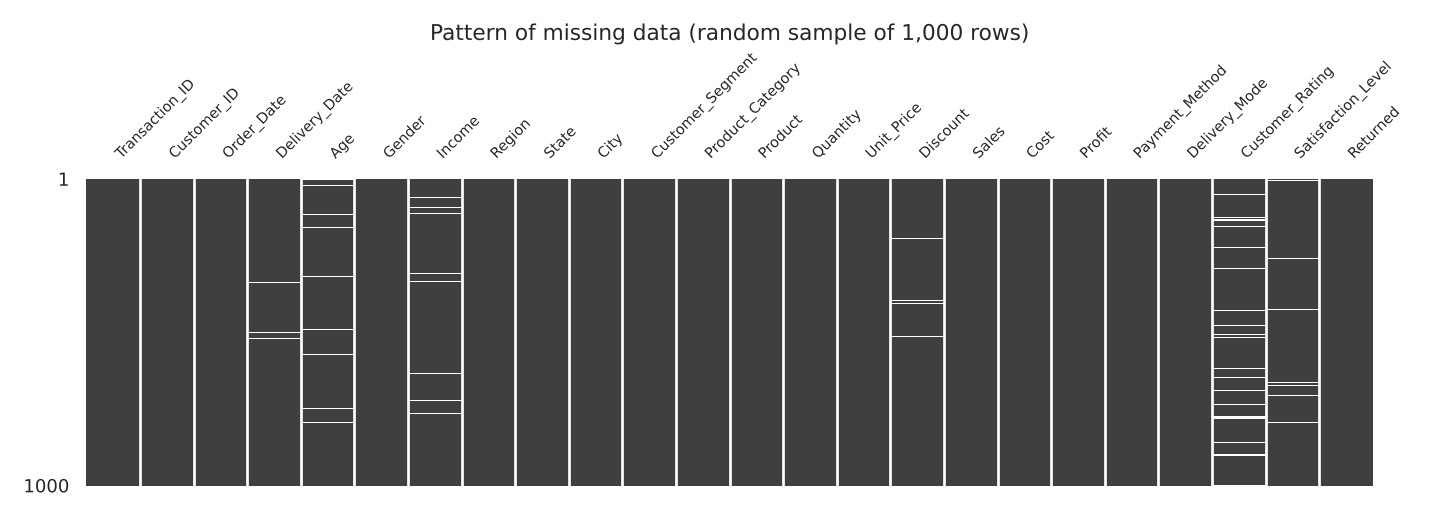 Pattern of missing data (random sample of 1,000 rows)
Transaction_ID
Customer_ID
Order_Date
Delivery_Date
Age
Gender
Income
Region
State
City
Customer_Segment
Product_Category
Product
Quantity
Unit_Price
Discount
Sales
Cost
Profit
Payment_Method
Delivery_Mode
Customer_Rating
Satisfaction_Level
Returned
1
1000